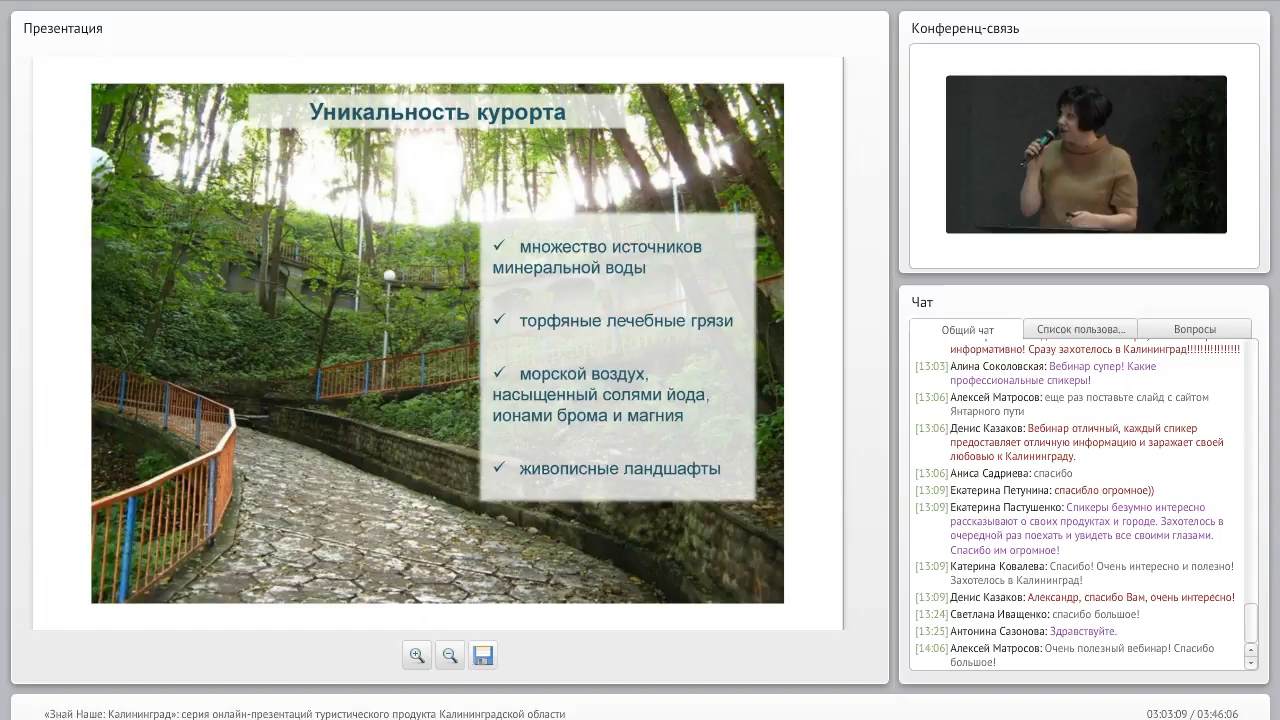 Презентация
Уникальность курорта
✓ множество источников
минеральной воды
✓ торфяные лечебные грязи
✓ морской воздух,
насыщенный солями йода,
ионами брома и магния
✓ живописные ландшафты
Конференц-связь
Чат
Общий чат
Список пользова...
Вопросы
информативно! Сразу захотелось в Калининград!!!!!!!!!!!!!!!!
[13:03] Алина Соколовская: Вебинар супер! Какие
профессиональные спикеры!
[13:06] Алексей Матросов: еще раз поставьте слайд с сайтом
Янтарного пути
[13:06] Денис Казаков: Вебинар отличный, каждый спикер
предоставляет отличную информацию и заражает своей
любовью к Калининграду.
[13:06] Аниса Садриева: спасибо
[13:09] Екатерина Петунина: спасибло огромное))
[13:09] Екатерина Пастушенко: Спикеры безумно интересно
рассказывают о своих продуктах и городе. Захотелось в
очередной раз поехать и увидеть все своими глазами.
Спасибо им огромное!
[13:09] Катерина Ковалева: Спасибо! Очень интересно и полезно!
Захотелось в Калининград!
[13:09] Денис Казаков: Александр, спасибо Вам, очень интересно!
[13:24] Светлана Иващенко: спасибо большое!
[13:25] Антонина Сазонова: Здравствуйте.
[14:06] Алексей Матросов: Очень полезный вебинар! Спасибо
большое!
«Знай Наше: Калининград»: серия онлайн-презентаций туристического продукта Калининградской области
03:03:09 / 03:46:06